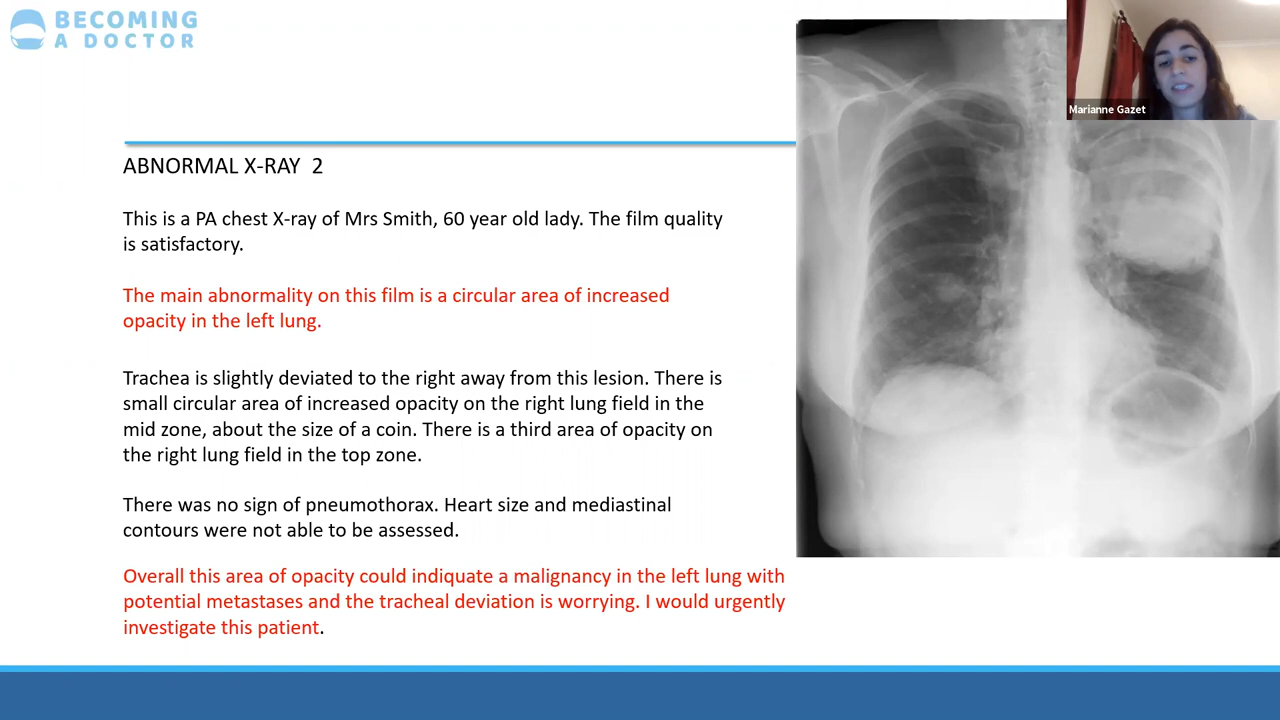 BECOMING
A DOCTOR
Marianne Gazet
ABNORMAL X-RAY 2
This is a PA chest X-ray of Mrs Smith, 60 year old lady. The film quality
is satisfactory.
The main abnormality on this film is a circular area of increased
opacity in the left lung.
Trachea is slightly deviated to the right away from this lesion. There is
small circular area of increased opacity on the right lung field in the
mid zone, about the size of a coin. There is a third area of opacity on
the right lung field in the top zone.
There was no sign of pneumothorax. Heart size and mediastinal
contours were not able to be assessed.
Overall this area of opacity could indiquate a malignancy in the left lung with
potential metastases and the tracheal deviation is worrying. I would urgently
investigate this patient.